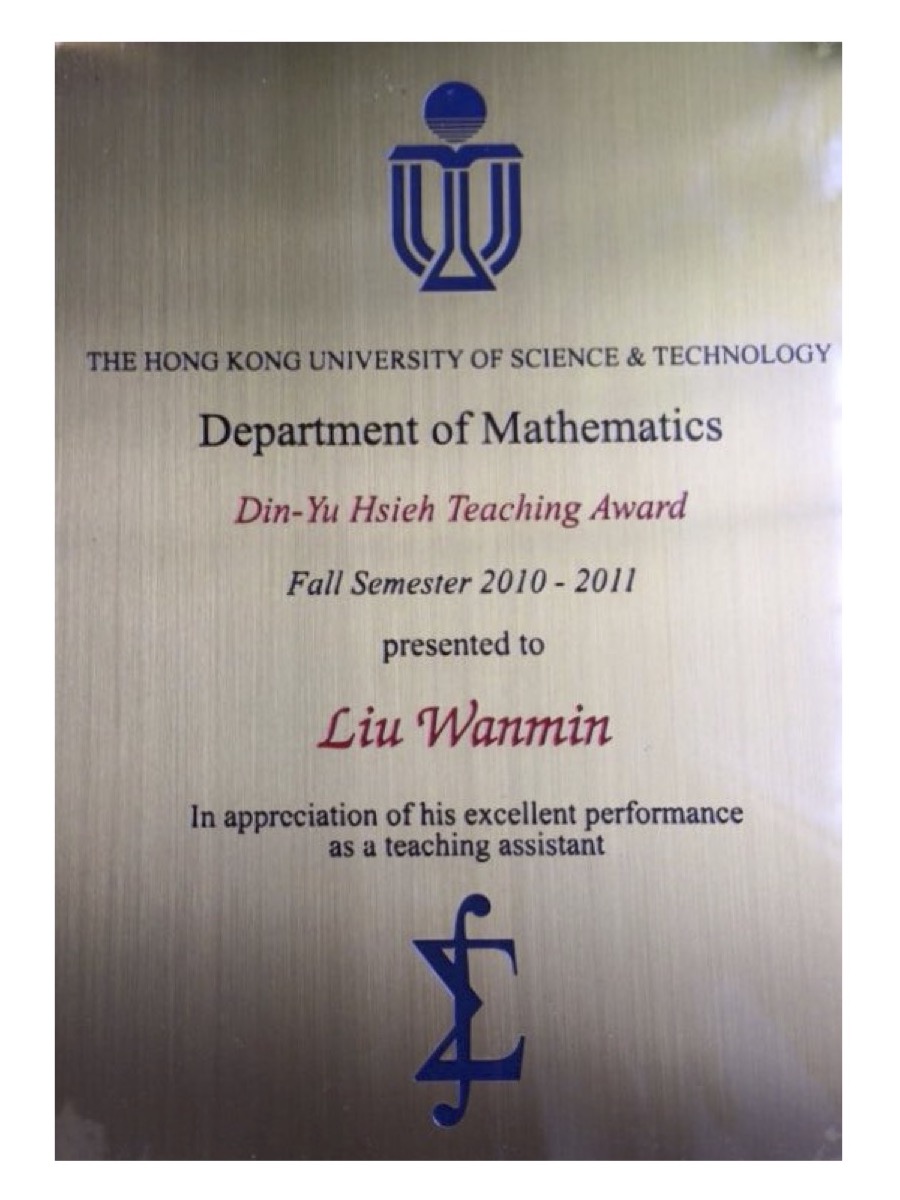 THE HONG KONG UNIVERSITY OF SCIENCE & TECHNOLOGY
Department of Mathematics
Din-Yu Hsieh Teaching Award
Fall Semester 2010 - 2011
presented to
Liu Wanmin
In appreciation of his excellent performance
as a teaching assistant